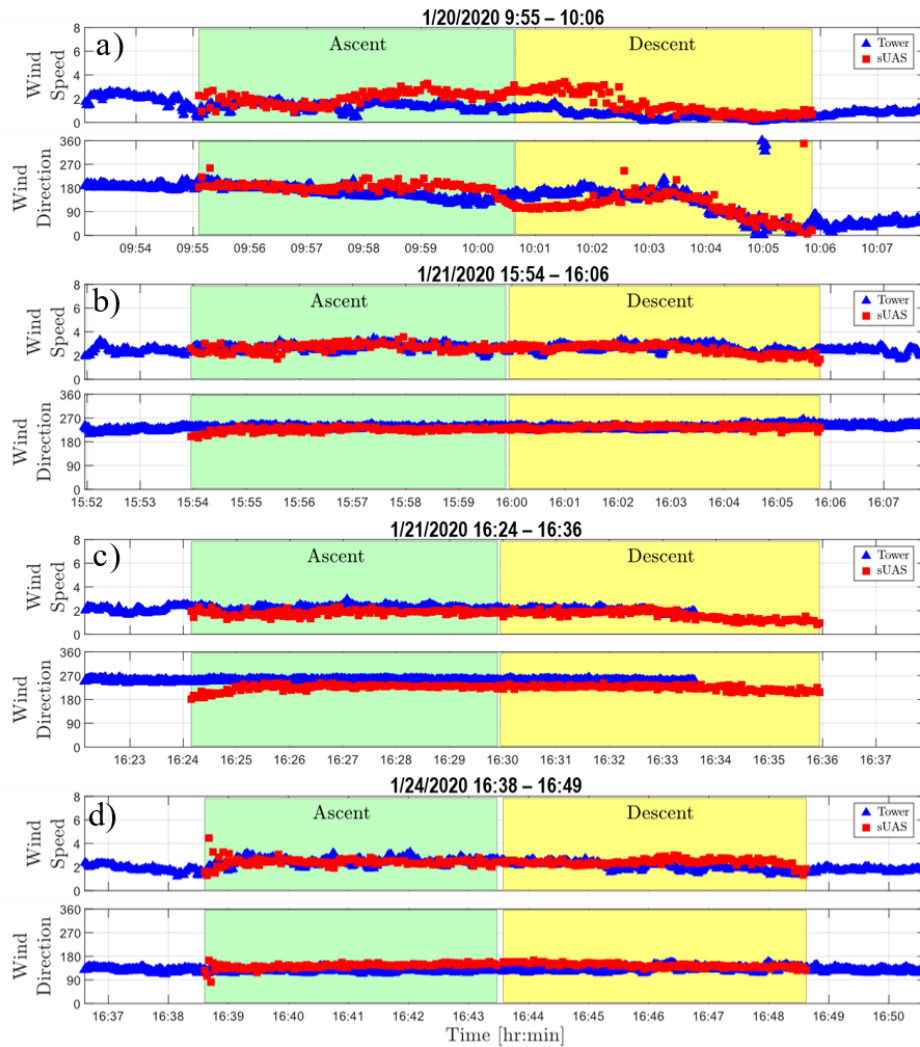 1/20/2020 9:55 – 10:06
a)
Ascent
Descent
Tower
sUAS
Wind
Speed
8
6
4
2
0
Wind
Direction
360
270
180
90
0
09:54 09:55 09:56 09:57 09:58 09:59 10:00 10:01 10:02 10:03 10:04 10:05 10:06 10:07
1/21/2020 15:54 – 16:06
b)
Ascent
Descent
Tower
sUAS
Wind
Speed
8
6
4
2
0
Wind
Direction
360
270
180
90
0
15:52 15:53 15:54 15:55 15:56 15:57 15:58 15:59 16:00 16:01 16:02 16:03 16:04 16:05 16:06 16:07
1/21/2020 16:24 – 16:36
c)
Ascent
Descent
Tower
sUAS
Wind
Speed
8
6
4
2
0
Wind
Direction
360
270
180
90
0
16:23 16:24 16:25 16:26 16:27 16:28 16:29 16:30 16:31 16:32 16:33 16:34 16:35 16:36 16:37
1/24/2020 16:38 – 16:49
d)
Ascent
Descent
Tower
sUAS
Wind
Speed
8
6
4
2
0
Wind
Direction
360
270
180
90
0
16:37 16:38 16:39 16:40 16:41 16:42 16:43 16:44 16:45 16:46 16:47 16:48 16:49 16:50
Time [hr:min]